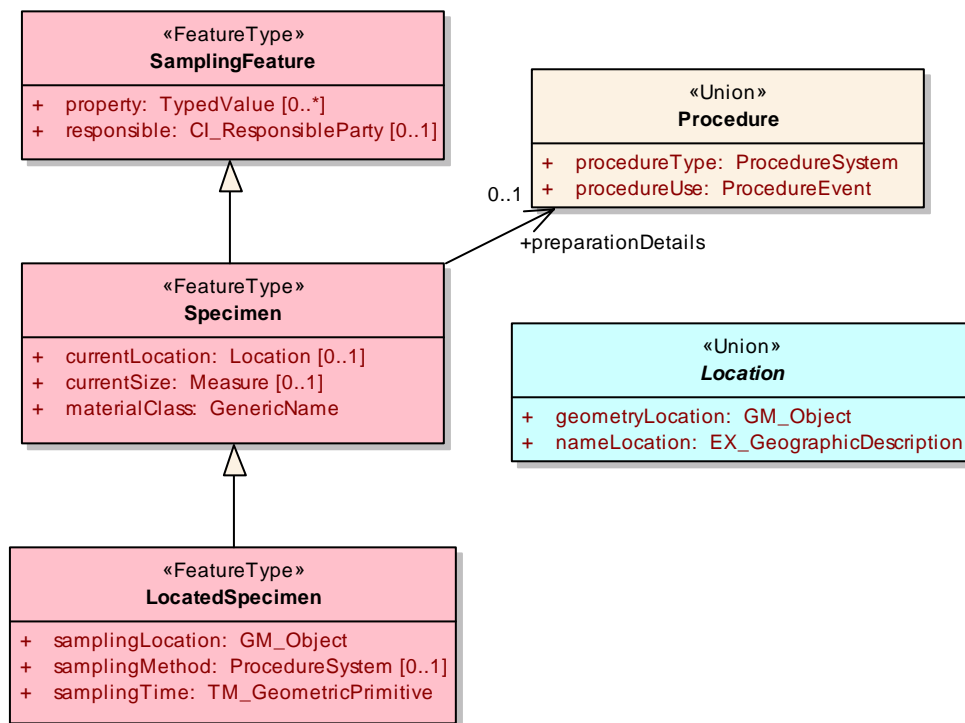 «FeatureType»
SamplingFeature
+ property: TypedValue [0..*]
+ responsible: CI_ResponsibleParty [0..1]
«Union»
Procedure
+ procedureType: ProcedureSystem
+ procedureUse: ProcedureEvent
0..1
+preparationDetails
«FeatureType»
Specimen
+ currentLocation: Location [0..1]
+ currentSize: Measure [0..1]
+ materialClass: GenericName
«Union»
Location
+ geometryLocation: GM_Object
+ nameLocation: EX_GeographicDescription
«FeatureType»
LocatedSpecimen
+ samplingLocation: GM_Object
+ samplingMethod: ProcedureSystem [0..1]
+ samplingTime: TM_GeometricPrimitive